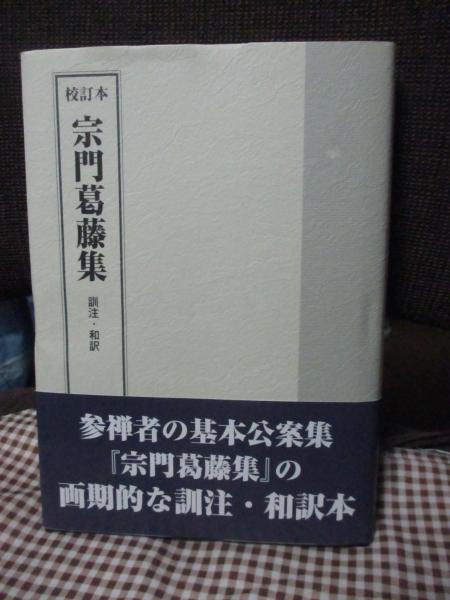 校訂本
宗門葛藤集
訓注・和訳
参禅者の基本公案集
『宗門葛藤集』の
画期的な訓注・和訳本